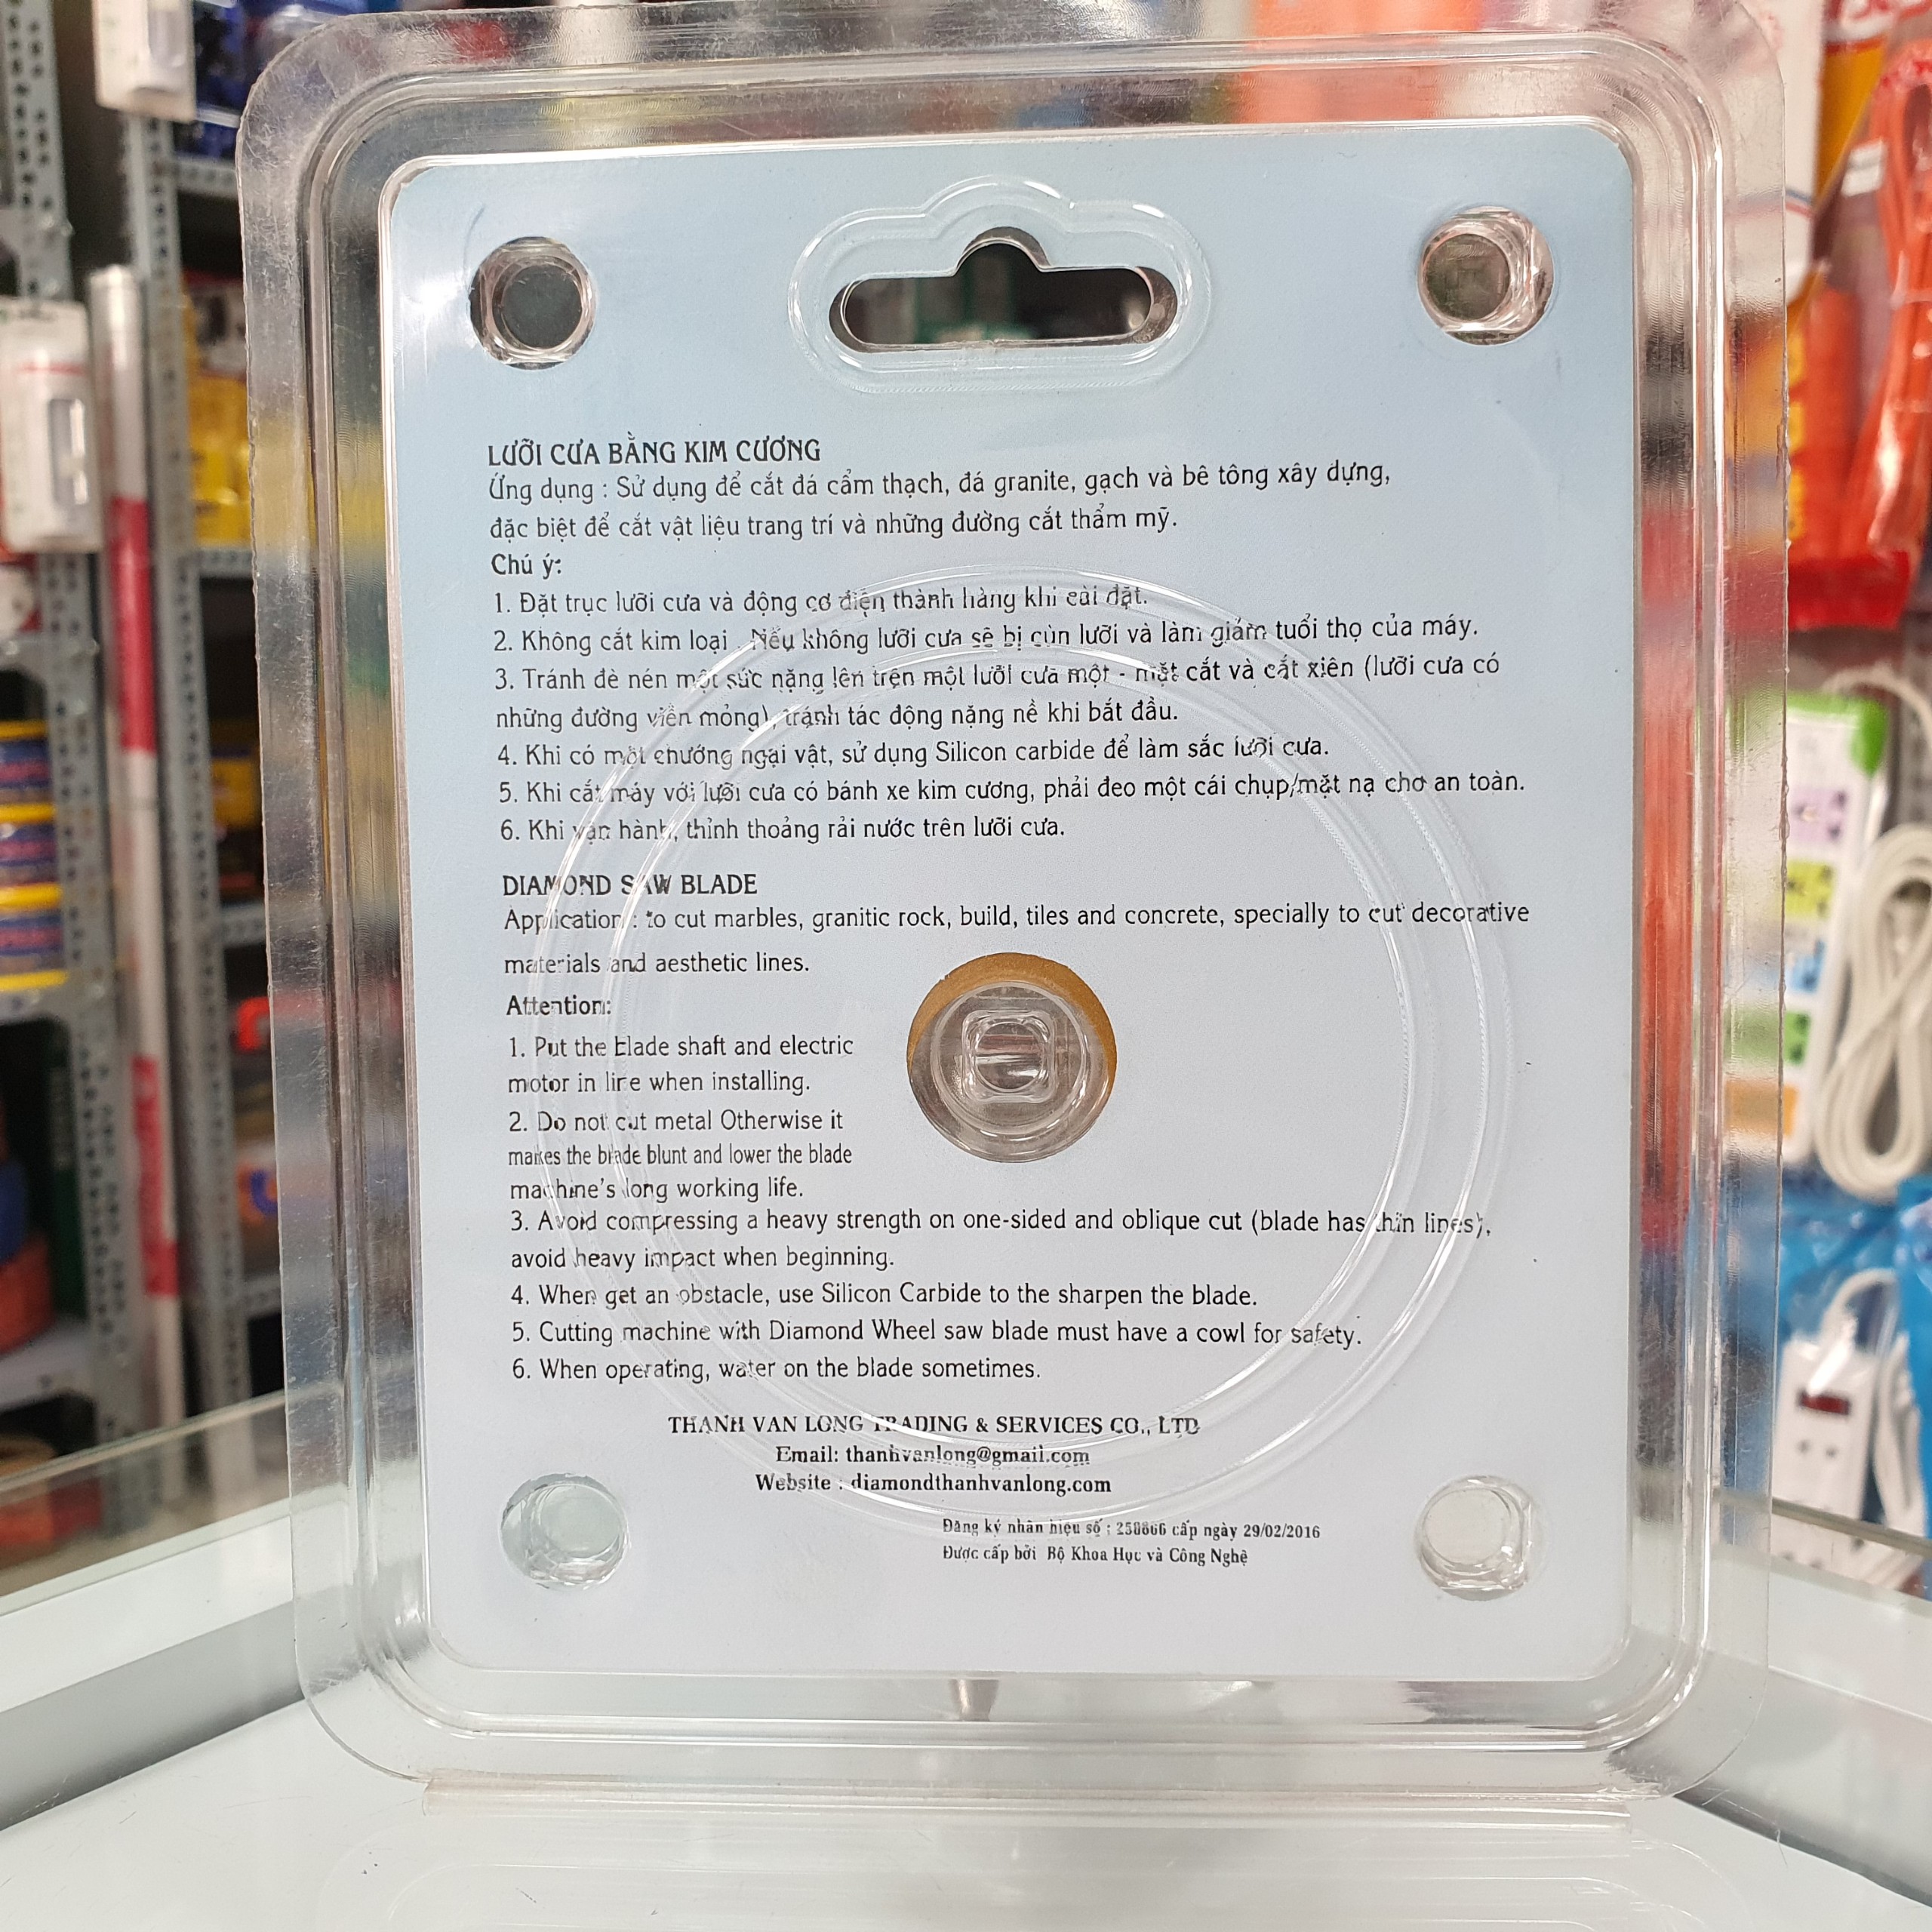 LƯỠI CƯA BẰNG KIM CƯƠNG
Ứng dụng : Sử dụng để cắt đá cẩm thạch, đá granite, gạch và bê tông xây dựng,
đặc biệt để cắt vật liệu trang trí và những đường cắt thẩm mỹ.
Chú ý:
1. Đặt trục lưỡi cưa và động cơ điện thành hàng khi cài đặt.
2. Không cắt kim loại . Nếu không lưỡi cưa sẽ bị cùn lưỡi và làm giảm tuổi thọ của máy.
3. Tránh đè nén một sức nặng lên trên một lưỡi cưa một - mặt cắt và cắt xiên (lưỡi cưa có
những đường viền mỏng), tránh tác động nặng nề khi bắt đầu.
4. Khi có một chướng ngại vật, sử dụng Silicon carbide để làm sắc lưỡi cưa.
5. Khi cắt máy với lưỡi cưa có bánh xe kim cương, phải đeo một cái chụp/mặt nạ cho an toàn.
6. Khi vận hành, thỉnh thoảng rải nước trên lưỡi cưa.
DIAMOND SAW BLADE
Application : to cut marbles, granitic rock, build, tiles and concrete, specially to cut decorative
materials and aesthetic lines.
Attention:
1. Put the blade shaft and electric
motor in line when installing.
2. Do not cut metal Otherwise it
makes the blade blunt and lower the blade
machine's long working life.
3. Avoid compressing a heavy strength on one-sided and oblique cut (blade has thin lines),
avoid heavy impact when beginning.
4. When get an obstacle, use Silicon Carbide to the sharpen the blade.
5. Cutting machine with Diamond Wheel saw blade must have a cowl for safety.
6. When operating, water on the blade sometimes.
THANH VAN LONG TRADING & SERVICES CO., LTD
Email: thanhvanlong@gmail.com
Website : diamondthanhvanlong.com
Đăng ký nhãn hiệu số : 258866 cấp ngày 29/02/2016
Được cấp bởi Bộ Khoa Học và Công Nghệ